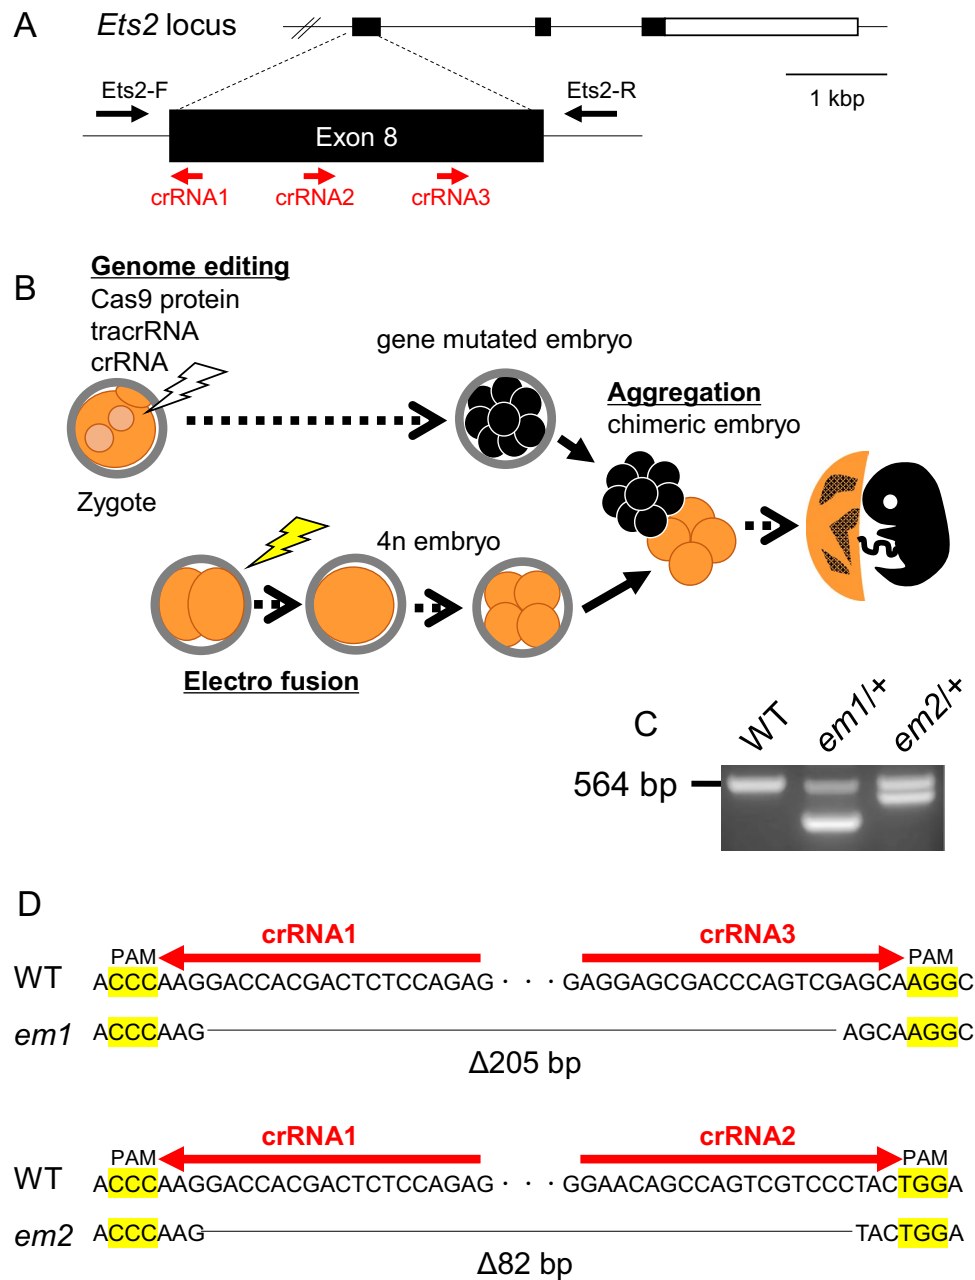 A
Ets2 locus
Ets2-F
Ets2-R
1 kbp
Exon 8
crRNA1
crRNA2
crRNA3
B
Genome editing
Cas9 protein
tracrRNA
crRNA
gene mutated embryo
Aggregation
chimeric embryo
Zygote
4n embryo
Electro fusion
C
WT
em1/+
em2/+
564 bp
D
crRNA1
crRNA3
PAM
PAM
WT
ACCCAAGGACCACGACTCTCCAGAG · · · GAGGAGCGACCCAGTCGAGCAAGGC
em1
ACCCAAG
AGCAAGGC
Δ205 bp
crRNA1
crRNA2
PAM
PAM
WT
ACCCAAGGACCACGACTCTCCAGAG · · · GGAACAGCCAGTCGTCCCTACTGGA
em2
ACCCAAG
TACTGGA
Δ82 bp